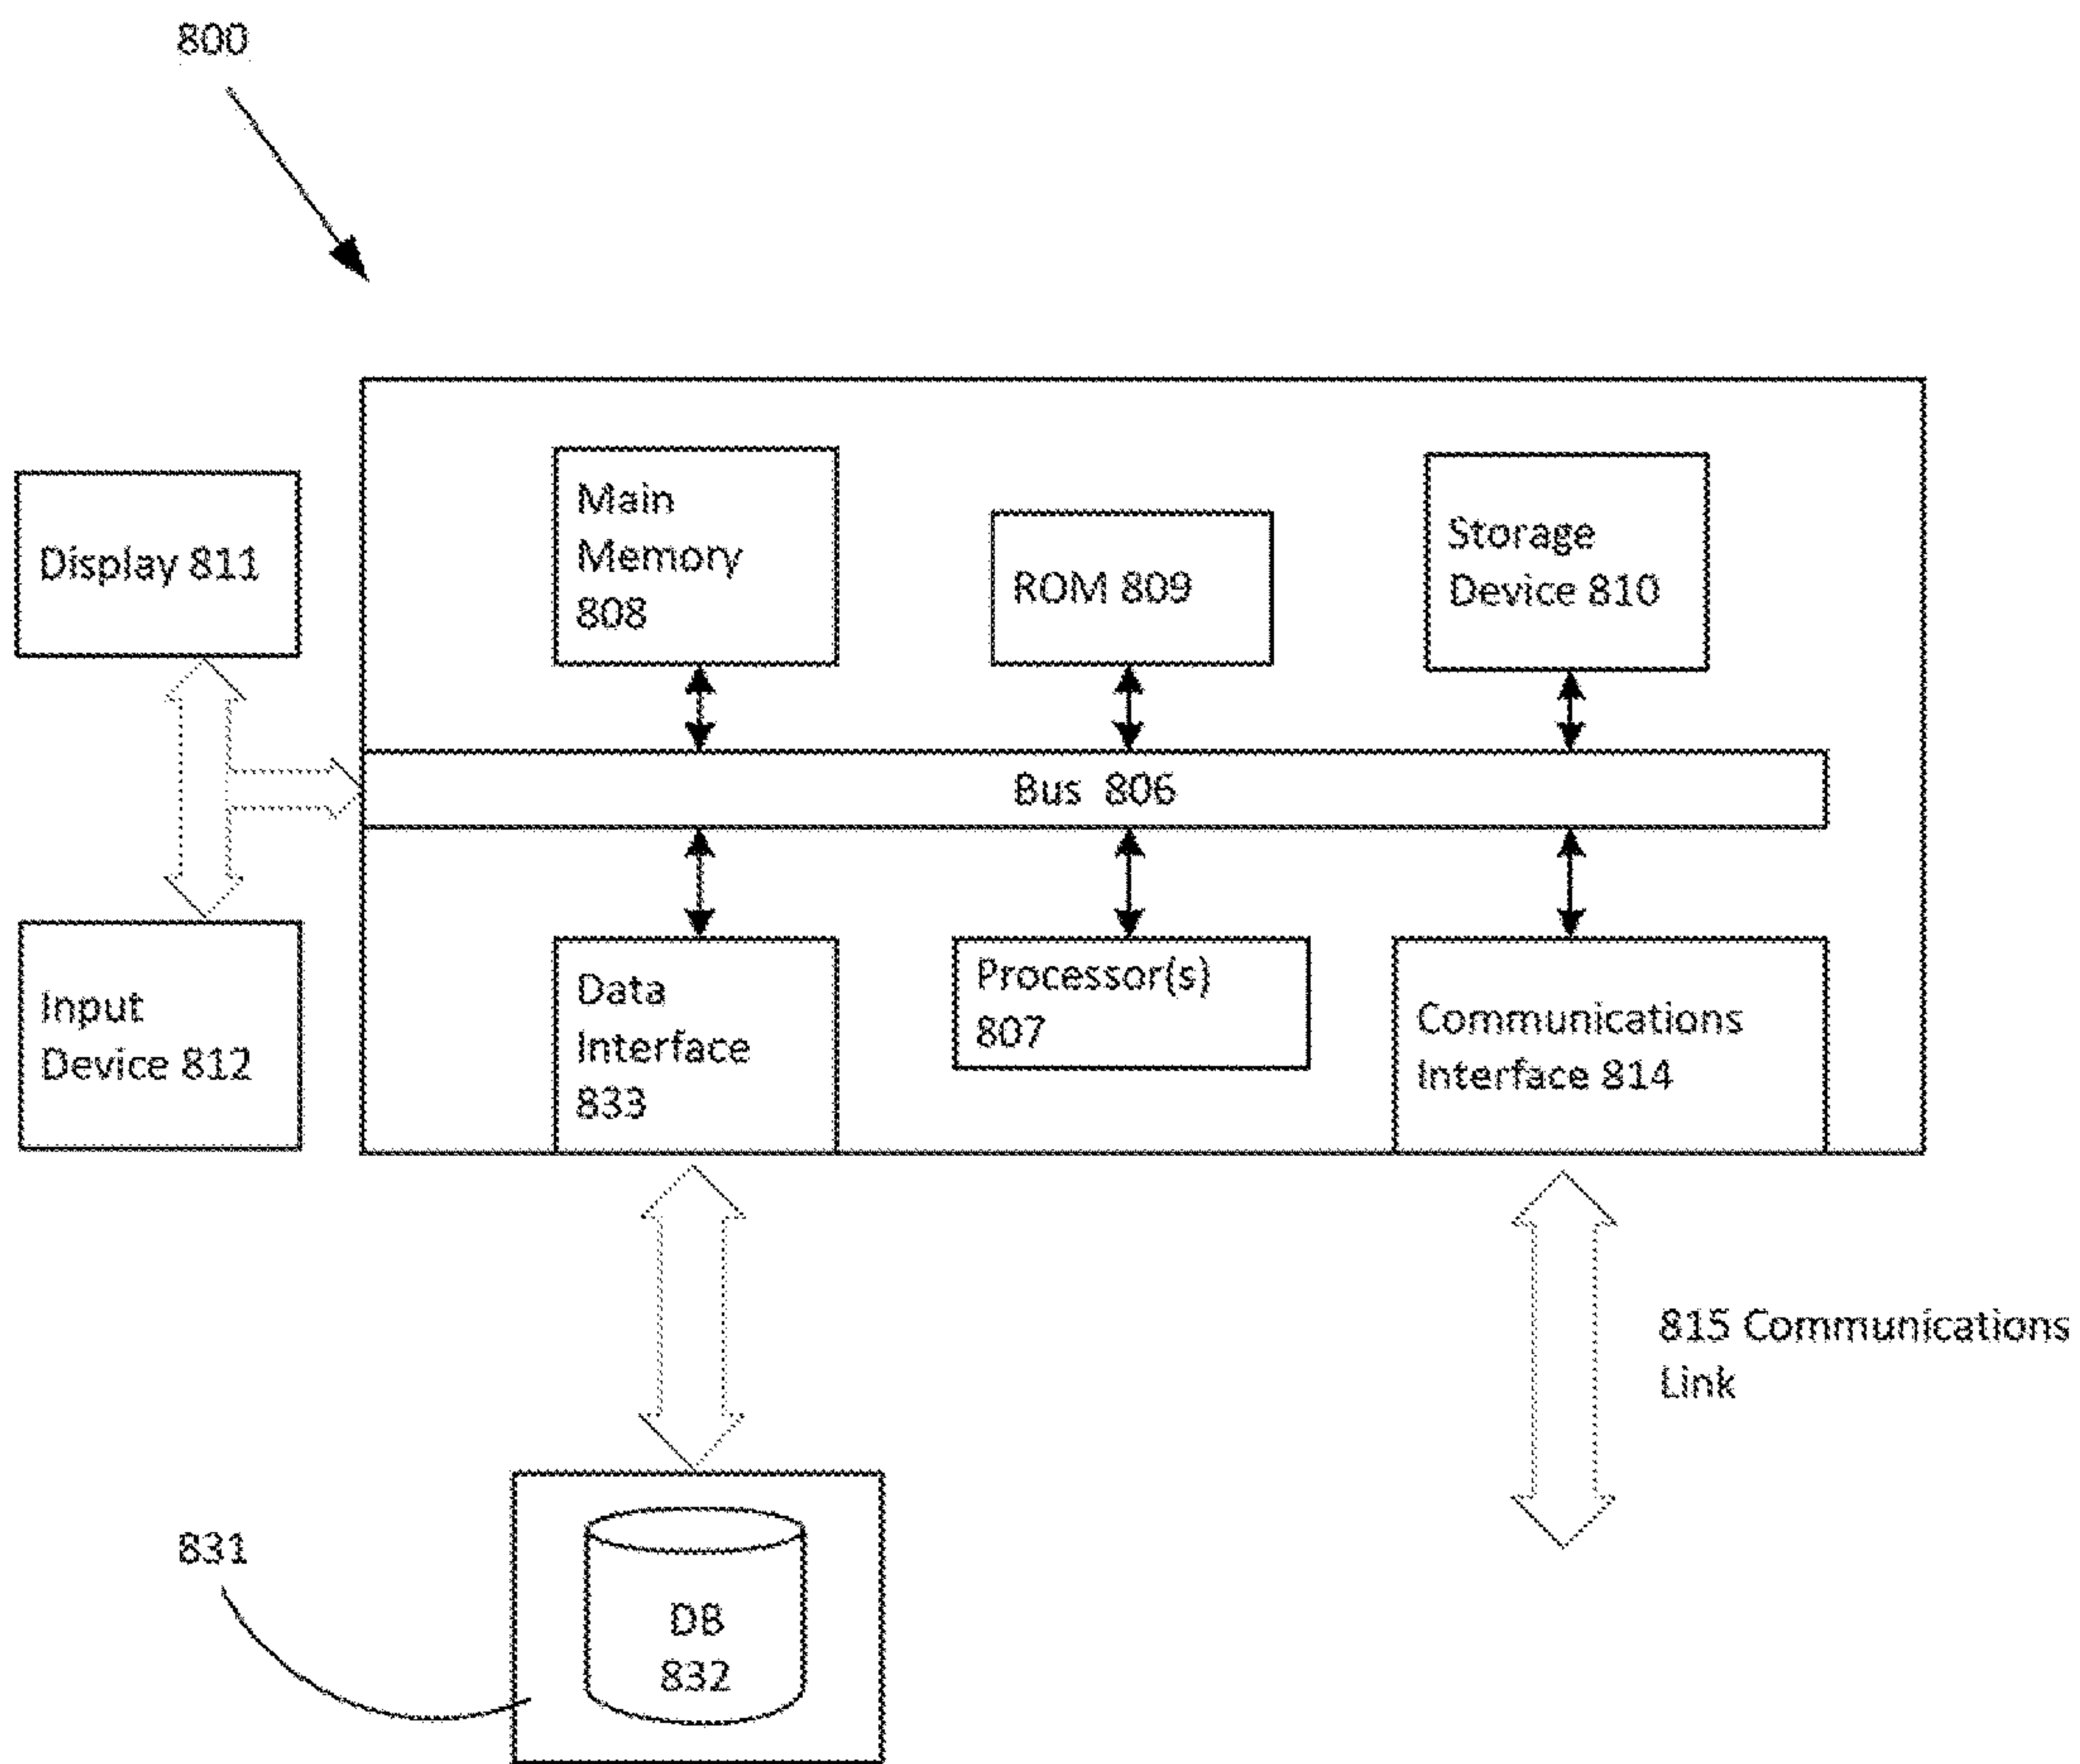 800
Display 811
Main
Memory
808
ROM 809
Storage
Device 810
Bus 806
Input
Device 812
Data
Interface
833
Processor(s)
807
Communications
Interface 814
815 Communications
Link
831
DB
832